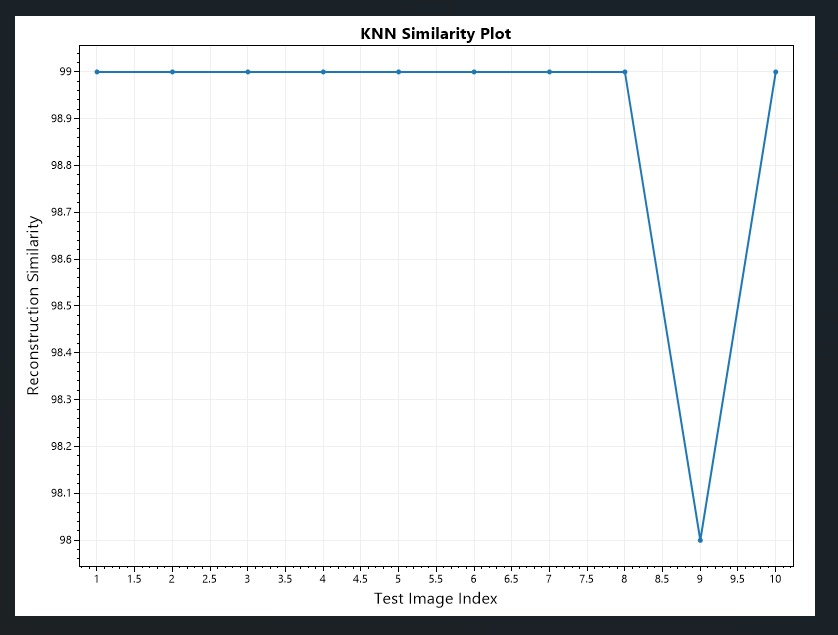 KNN Similarity Plot
99
98.9
98.8
98.7
98.6
98.5
98.4
98.3
98.2
98.1
98
Reconstruction Similarity
1 1.5 2 2.5 3 3.5 4 4.5 5 5.5 6 6.5 7 7.5 8 8.5 9 9.5 10
Test Image Index